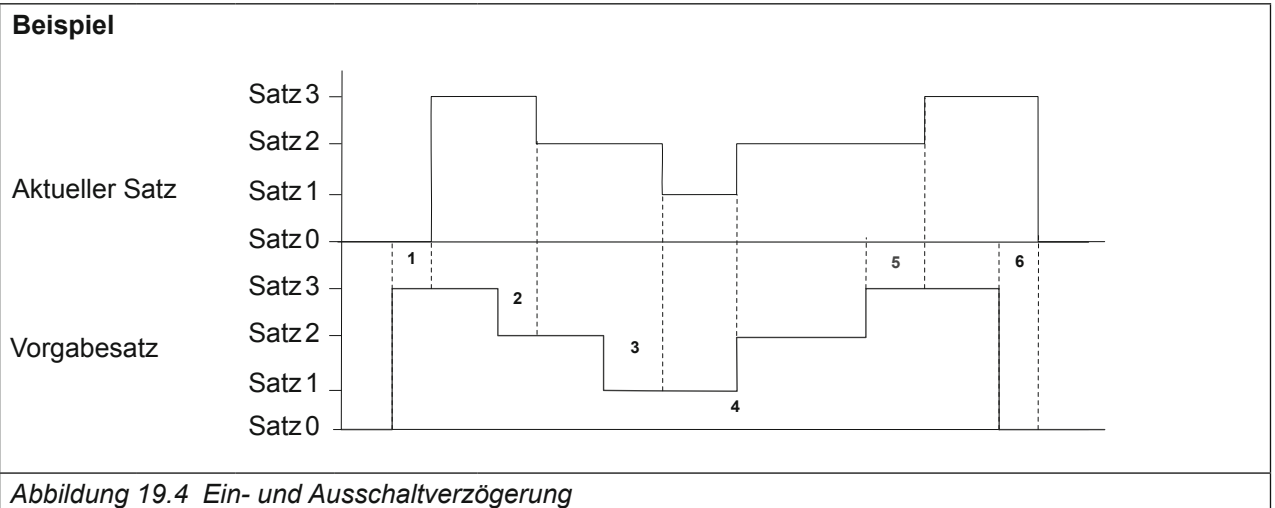 Beispiel
Satz 3
Satz 2
Aktueller Satz
Satz 1
Satz 0
1
5
6
Satz 3
2
Satz 2
Vorgabesatz
3
Satz 1
4
Satz 0
Abbildung 19.4 Ein- und Ausschaltverzögerung